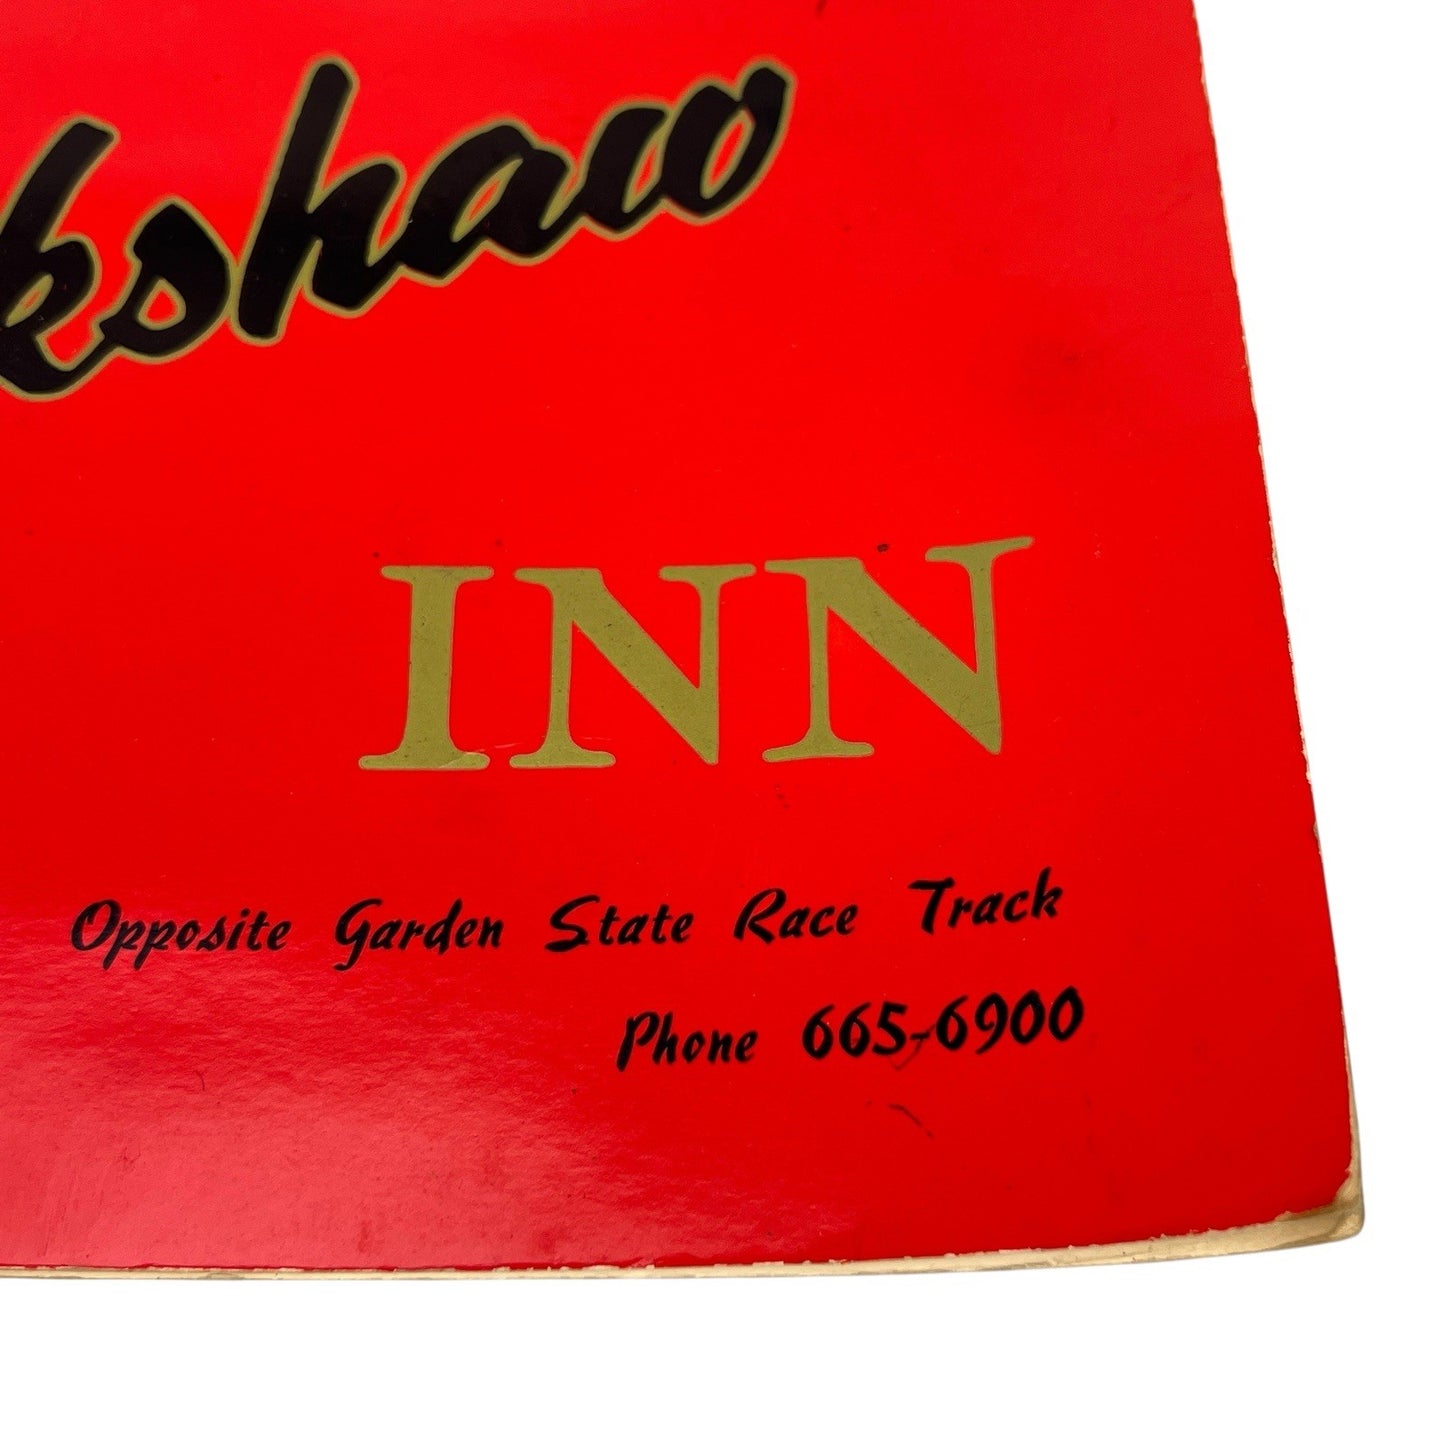 kshaw
INN
Opposite Garden State Race Track
Phone 665-6900